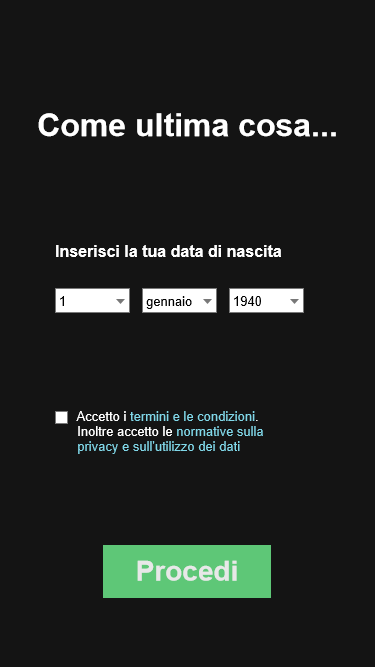 Come ultima cosa...
Inserisci la tua data di nascita
1 gennaio 1940
Accetto i termini e le condizioni.
Inoltre accetto le normative sulla
privacy e sull'utilizzo dei dati
Procedi